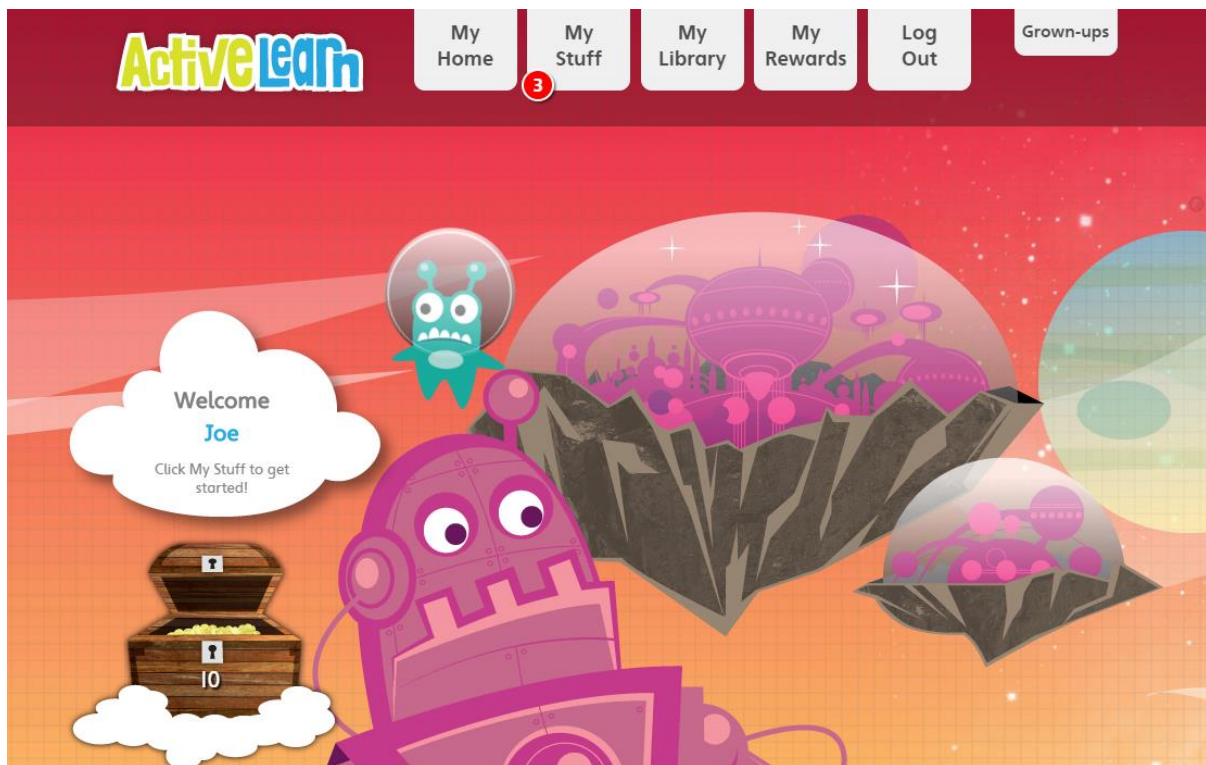 ActiveLearn
My
Home
My
Stuff
3
My
Library
My
Rewards
Log
Out
Grown-ups
Welcome
Joe
Click My Stuff to get
started!
10